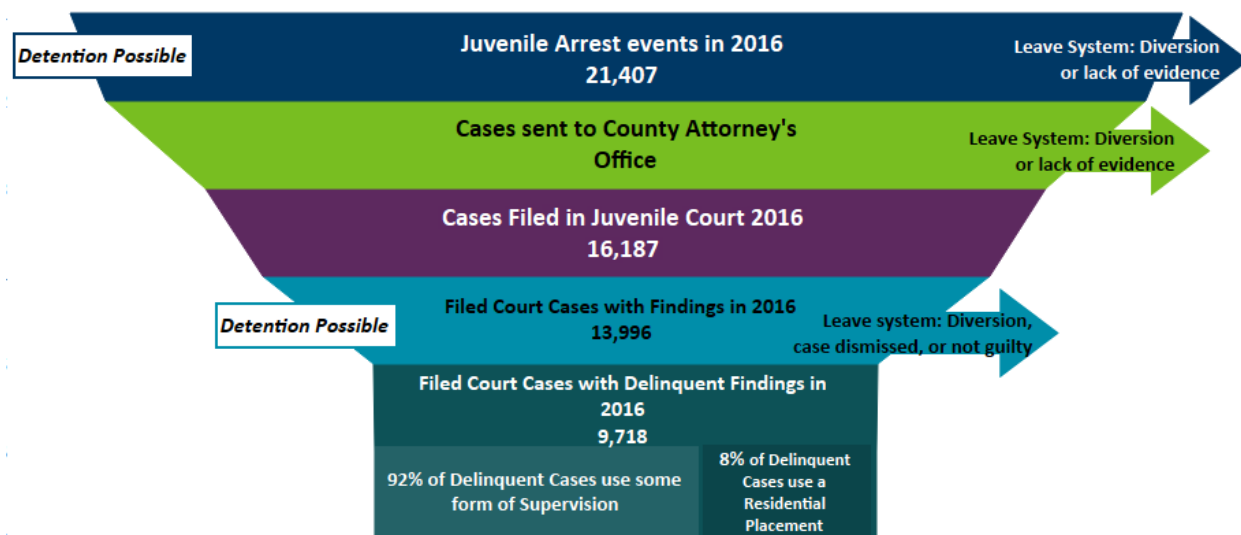 Detention Possible
Juvenile Arrest events in 2016
21,407
Leave System: Diversion
or lack of evidence
Cases sent to County Attorney's
Office
Leave System: Diversion
or lack of evidence
Cases Filed in Juvenile Court 2016
16,187
Detention Possible
Filed Court Cases with Findings in 2016
13,996
Leave system: Diversion,
case dismissed, or not guilty
Filed Court Cases with Delinquent Findings in
2016
9,718
92% of Delinquent Cases use some
form of Supervision
8% of Delinquent
Cases use a
Residential
Placement